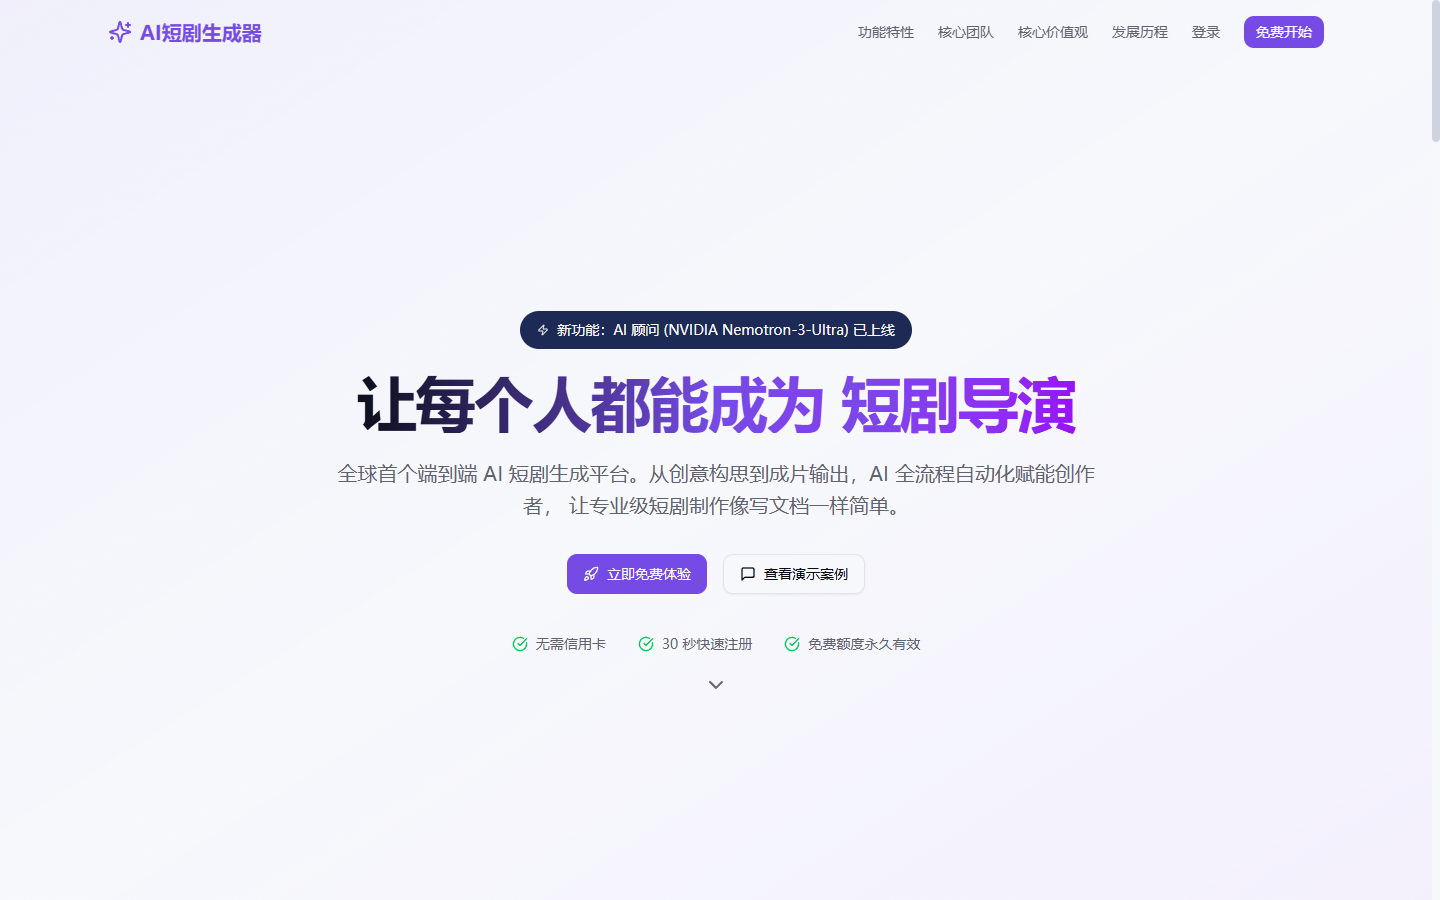 AI短剧生成器
功能特性
核心团队
核心价值观
发展历程
登录
免费开始
新功能：AI 顾问 (NVIDIA Nemotron-3-Ultra) 已上线
让每个人都能成为 短剧导演
全球首个端到端 AI 短剧生成平台。从创意构思到成片输出，AI 全流程自动化赋能创作
者， 让专业级短剧制作像写文档一样简单。
立即免费体验
查看演示案例
无需信用卡
30 秒快速注册
免费额度永久有效